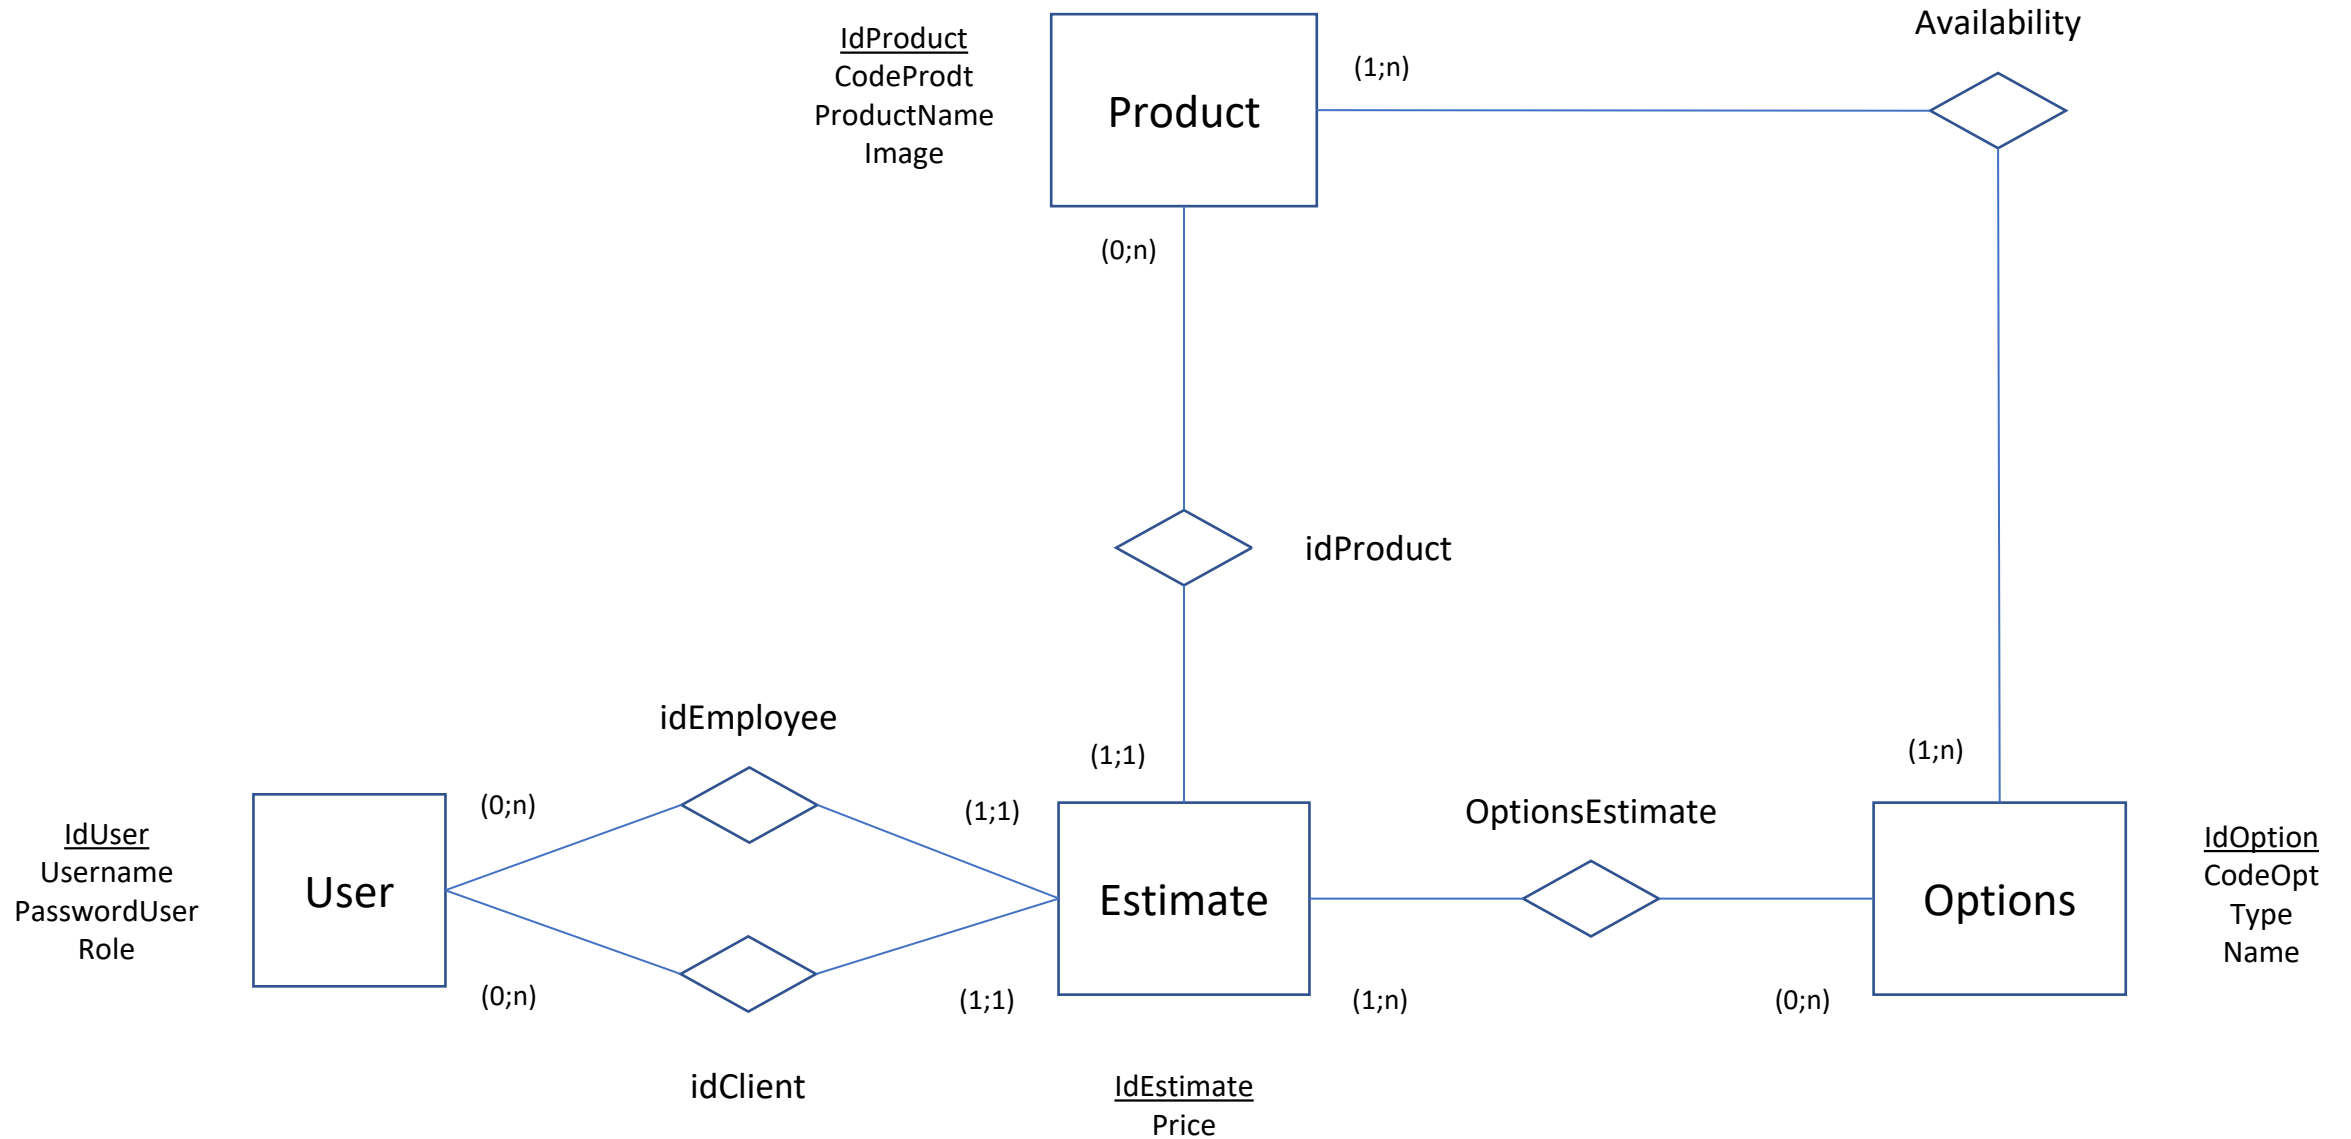 Availability
IdProduct
CodeProdt
ProductName
Image
Product
(1;n)
(0;n)
idProduct
idEmployee
(1;1)
(1;n)
(0;n)
(1;1)
OptionsEstimate
IdUser
Username
PasswordUser
Role
User
Estimate
Options
IdOption
CodeOpt
Type
Name
(0;n)
(1;1)
(1;n)
(0;n)
idClient
IdEstimate
Price